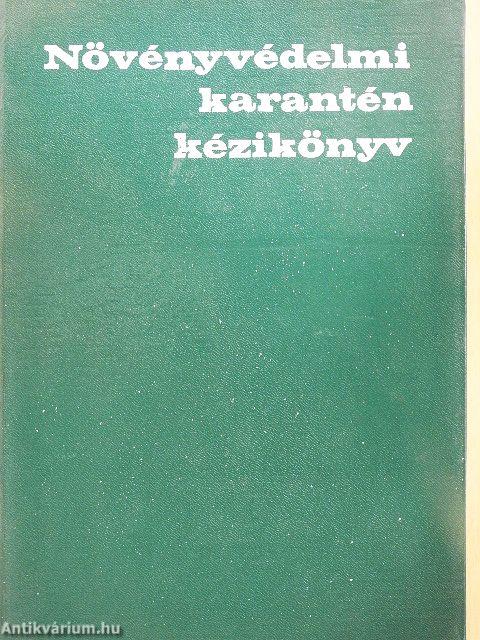 Növényvédelmi
karantén
kézikönyv
Antikvárium.hu